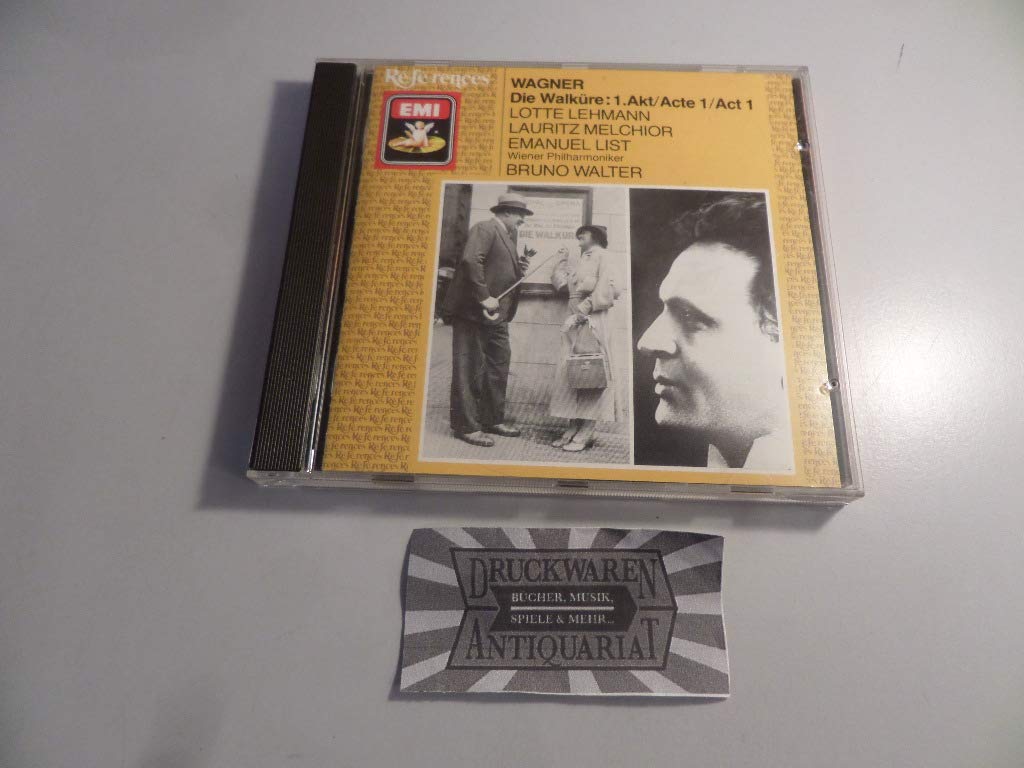 Références
EMI
WAGNER
Die Walküre: 1.Akt/Acte 1/Act 1
LOTTE LEHMANN
LAURITZ MELCHIOR
EMANUEL LIST
Wiener Philharmoniker
BRUNO WALTER
DIE WALKÜRE
DRUCKWAREN
BÜCHER, MUSIK,
SPIELE & MEHR...
ANTIQUARIAT